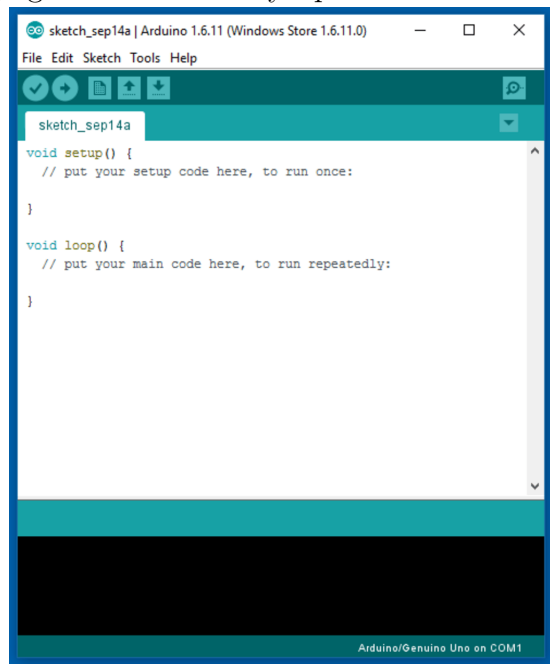 sketch_sep14a | Arduino 1.6.11 (Windows Store 1.6.11.0)
File Edit Sketch Tools Help
sketch_sep14a
void setup() {
// put your setup code here, to run once:
}
void loop() {
// put your main code here, to run repeatedly:
}
Arduino/Genuino Uno on COM1